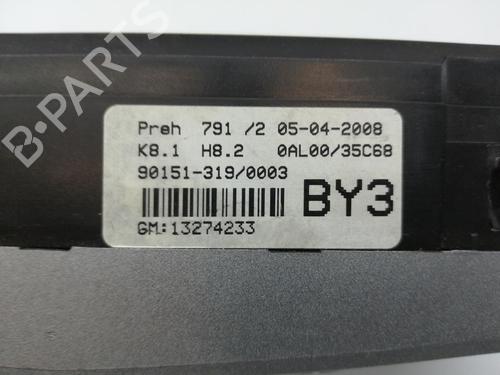 B-PARTS
Preh 791 /2 05-04-2008
K8.1 H8.2 0AL00/35C68
90151-319/0003
BY3
GM:13274233